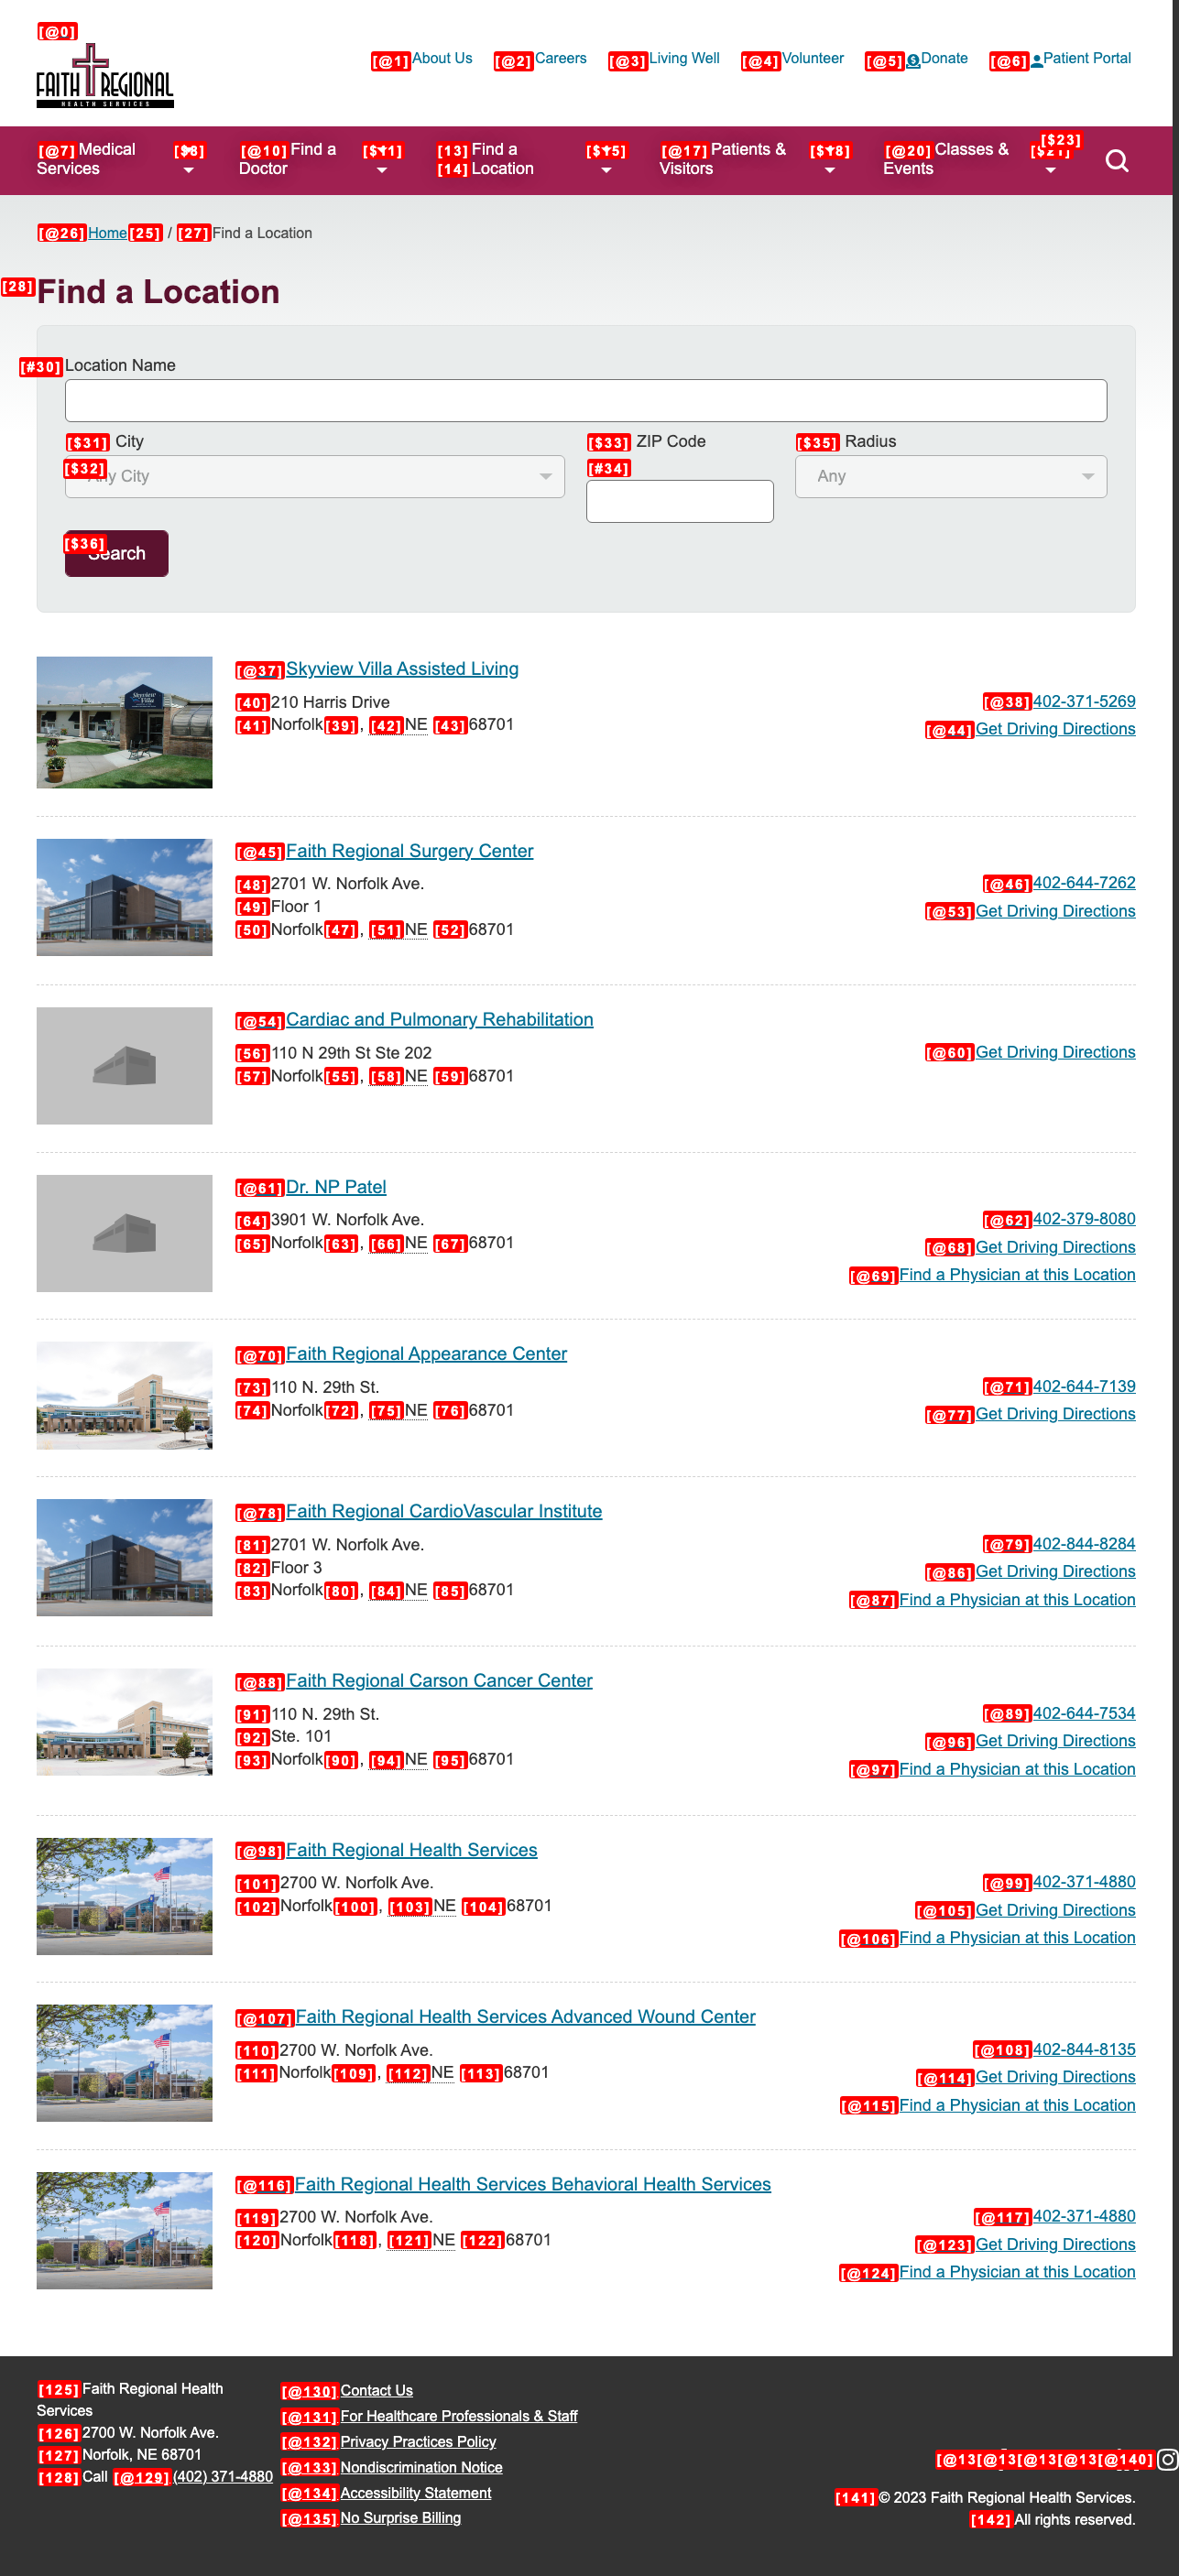 [@0]
FAITH REGIONAL
HEALTH SERVICES
[@1]About Us [@2]Careers [@3]Living Well [@4]Volunteer [@5]Donate [@6]Patient Portal
[@7]Medical Services [@10]Find a Doctor [13]Find a [14]Location [@17]Patients & Visitors [$18] [@20]Classes & Events [$23]
[@26]Home[25] / [27]Find a Location
[28]Find a Location
[#30]Location Name
[$31] City [$33] ZIP Code [$35] Radius
[$32] Any City [#34] Any
[$36] Search
[@37]Skyview Villa Assisted Living
[40]210 Harris Drive [@38]402-371-5269
[41]Norfolk[39], [42]NE [43]68701 [@44]Get Driving Directions
[@45]Faith Regional Surgery Center
[48]2701 W. Norfolk Ave. [@46]402-644-7262
[49]Floor 1 [@53]Get Driving Directions
[50]Norfolk[47], [51]NE [52]68701
[@54]Cardiac and Pulmonary Rehabilitation
[56]110 N 29th St Ste 202 [@60]Get Driving Directions
[57]Norfolk[55], [58]NE [59]68701
[@61]Dr. NP Patel
[64]3901 W. Norfolk Ave. [@62]402-379-8080
[65]Norfolk[63], [66]NE [67]68701 [@68]Get Driving Directions
[@69]Find a Physician at this Location
[@70]Faith Regional Appearance Center
[73]110 N. 29th St. [@71]402-644-7139
[74]Norfolk[72], [75]NE [76]68701 [@77]Get Driving Directions
[@78]Faith Regional CardioVascular Institute
[81]2701 W. Norfolk Ave. [@79]402-844-8284
[82]Floor 3 [@86]Get Driving Directions
[83]Norfolk[80], [84]NE [85]68701 [@87]Find a Physician at this Location
[@88]Faith Regional Carson Cancer Center
[91]110 N. 29th St. [@89]402-644-7534
[92]Ste. 101 [@96]Get Driving Directions
[93]Norfolk[90], [94]NE [95]68701 [@97]Find a Physician at this Location
[@98]Faith Regional Health Services
[101]2700 W. Norfolk Ave. [@99]402-371-4880
[102]Norfolk[100], [103]NE [104]68701 [@105]Get Driving Directions
[@106]Find a Physician at this Location
[@107]Faith Regional Health Services Advanced Wound Center
[110]2700 W. Norfolk Ave. [@108]402-844-8135
[111]Norfolk[109], [112]NE [113]68701 [@114]Get Driving Directions
[@115]Find a Physician at this Location
[@116]Faith Regional Health Services Behavioral Health Services
[119]2700 W. Norfolk Ave. [@117]402-371-4880
[120]Norfolk[118], [121]NE [122]68701 [@123]Get Driving Directions
[@124]Find a Physician at this Location
[125]Faith Regional Health
Services
[126]2700 W. Norfolk Ave.
[127]Norfolk, NE 68701
[128]Call [@129](402) 371-4880
[@130]Contact Us
[@131]For Healthcare Professionals & Staff
[@132]Privacy Practices Policy
[@133]Nondiscrimination Notice
[@134]Accessibility Statement
[@135]No Surprise Billing
[@13[@13[@13[@13[@140]
[141]© 2023 Faith Regional Health Services.
[142]All rights reserved.